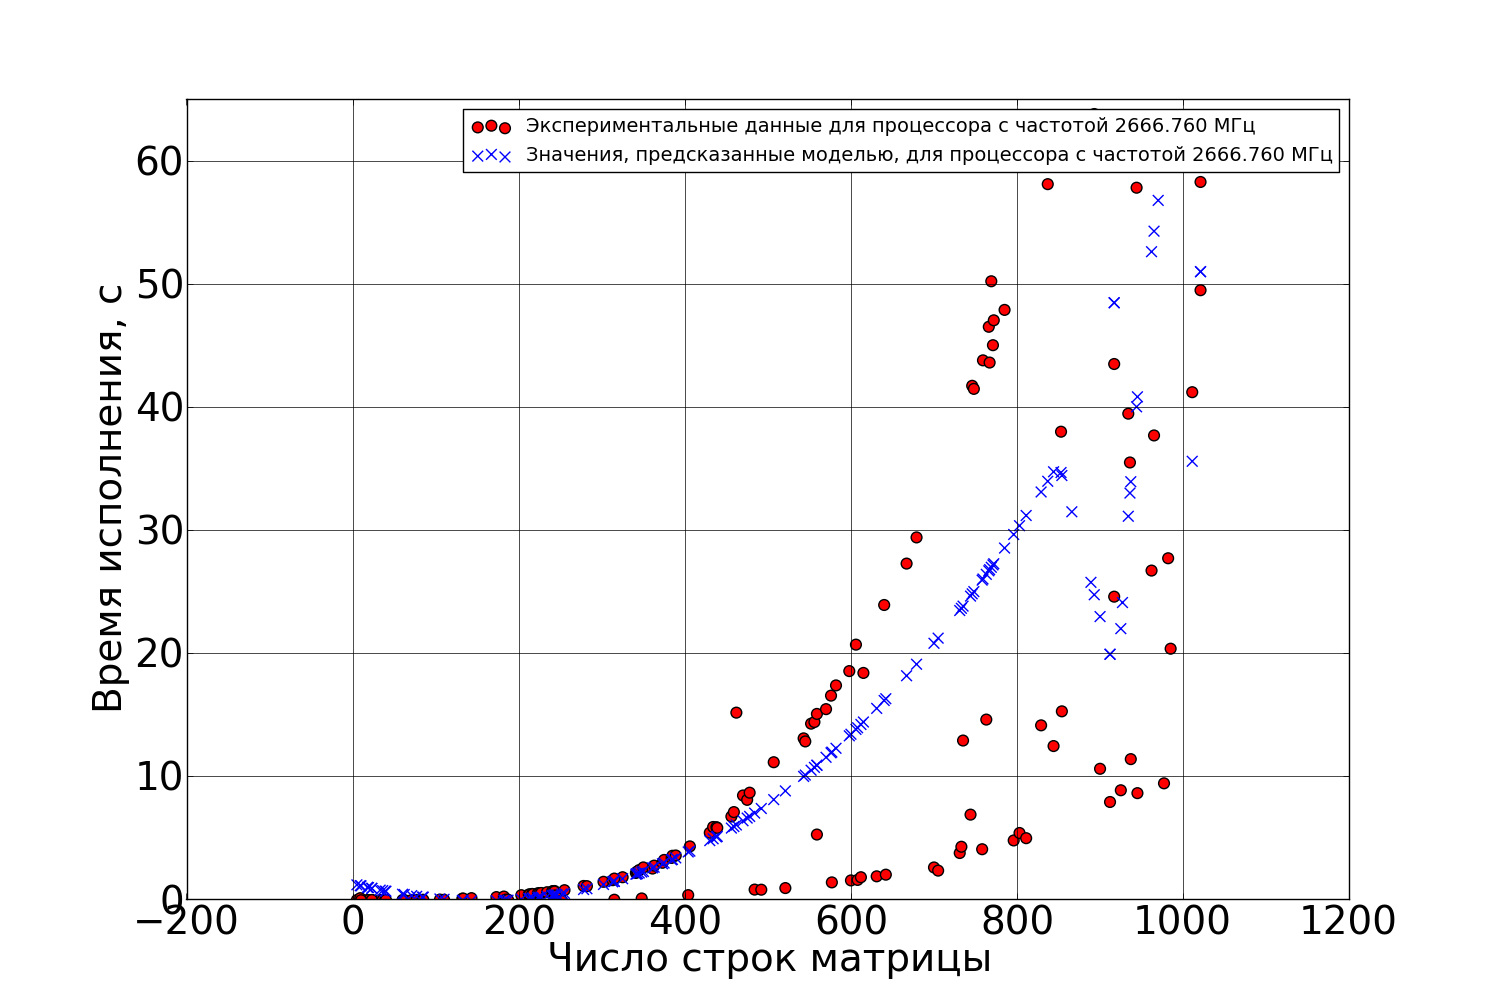 Экспериментальные данные для процессора с частотой 2666.760 МГц
Значения, предсказанные моделью, для процессора с частотой 2666.760 МГц
60
50
40
30
20
10
0
Время исполнения, с
−200 0 200 400 600 800 1000 1200
Число строк матрицы